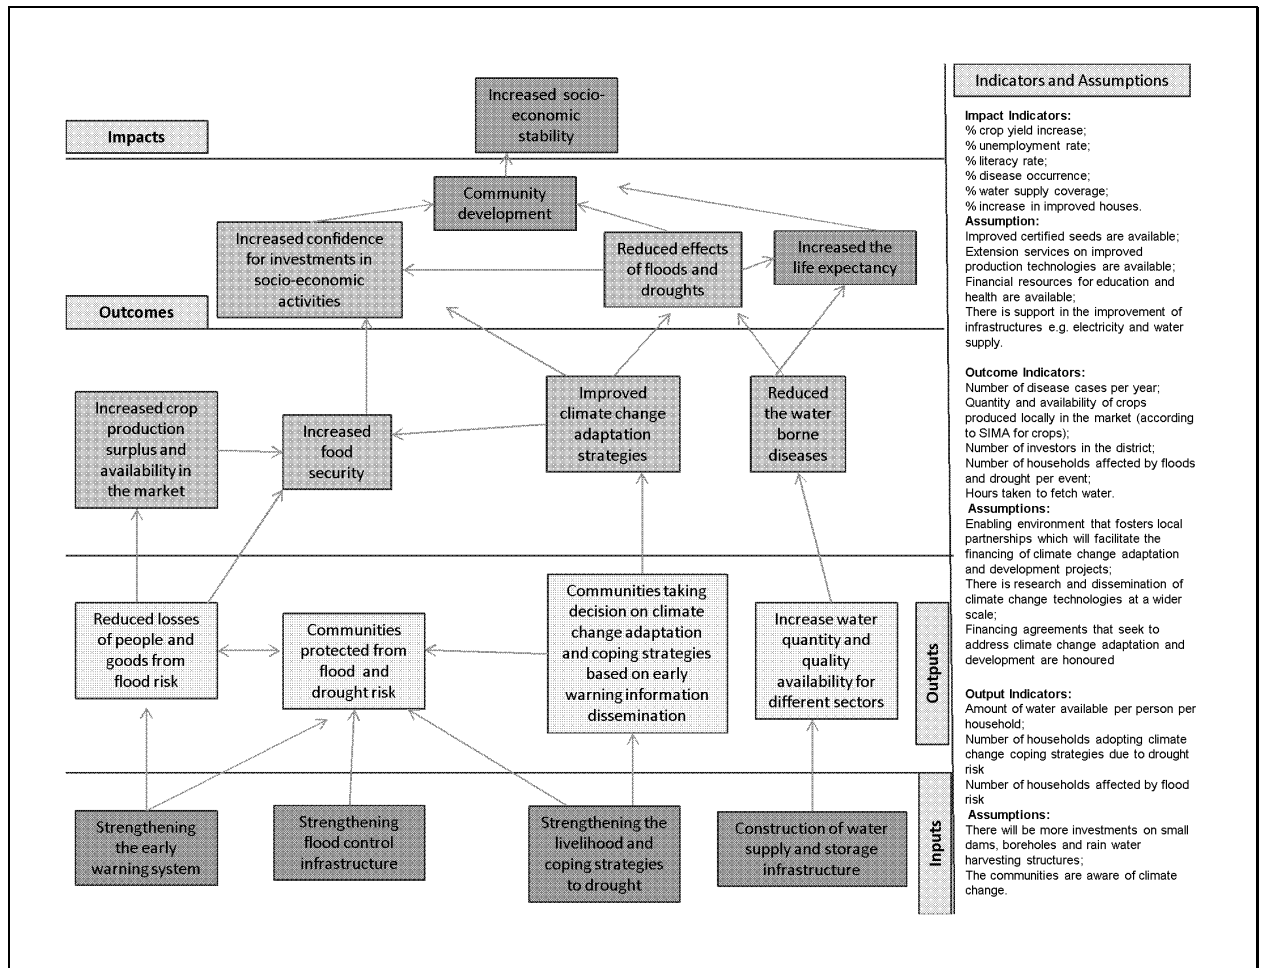 Increased socio-
economic
stability
Impacts
Community
development
Increased confidence
for investments in
socio-economic
activities
Reduced effects
of floods and
droughts
Increased the
life expectancy
Outcomes
Increased crop
production
surplus and
availability in
the market
Increased
food
security
Improved
climate change
adaptation
strategies
Reduced
the water
borne
diseases
Reduced losses
of people and
goods from
flood risk
Communities
protected from
flood and
drought risk
Communities taking
decision on climate
change adaptation
and coping strategies
based on early
warning information
dissemination
Increase water
quantity and
quality
availability for
different sectors
Outputs
Strengthening
the early
warning system
Strengthening
flood control
infrastructure
Strengthening the
livelihood and
coping strategies
to drought
Construction of water
supply and storage
infrastructure
Inputs
Indicators and Assumptions
Impact Indicators:
% crop yield increase;
% unemployment rate;
% literacy rate;
% disease occurrence;
% water supply coverage;
% increase in improved houses.
Assumption:
Improved certified seeds are available;
Extension services on improved
production technologies are available;
Financial resources for education and
health are available;
There is support in the improvement of
infrastructures e.g. electricity and water
supply.
Outcome Indicators:
Number of disease cases per year;
Quantity and availability of crops
produced locally in the market (according
to SIMA for crops);
Number of investors in the district;
Number of households affected by floods
and drought per event;
Hours taken to fetch water.
Assumptions:
Enabling environment that fosters local
partnerships which will facilitate the
financing of climate change adaptation
and development projects;
There is research and dissemination of
climate change technologies at a wider
scale;
Financing agreements that seek to
address climate change adaptation and
development are honoured
Output Indicators:
Amount of water available per person per
household;
Number of households adopting climate
change coping strategies due to drought
risk
Number of households affected by flood
risk
Assumptions:
There will be more investments on small
dams, boreholes and rain water
harvesting structures;
The communities are aware of climate
change.